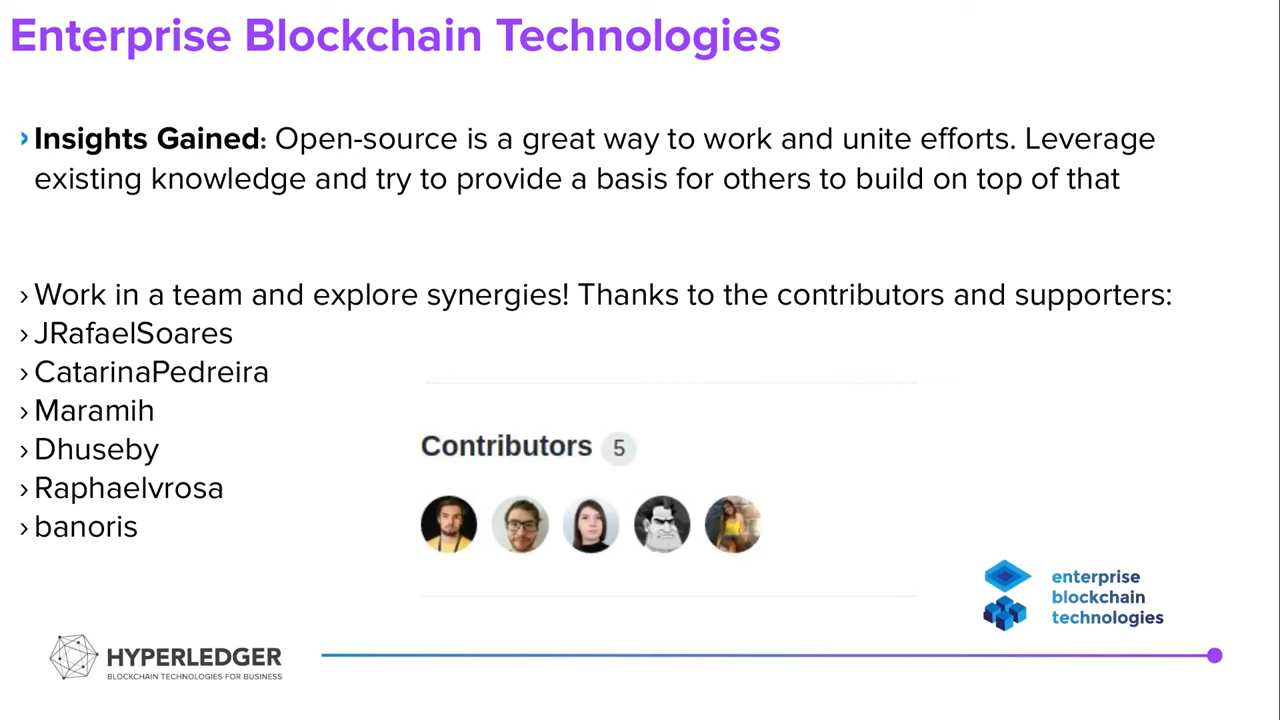 Enterprise Blockchain Technologies
› Insights Gained: Open-source is a great way to work and unite efforts. Leverage
existing knowledge and try to provide a basis for others to build on top of that
› Work in a team and explore synergies! Thanks to the contributors and supporters:
› JRafaelSoares
› CatarinaPedreira
› Maramih
› Dhuseby
› Raphaelvrosa
› banoris
Contributors 5
enterprise
blockchain
technologies
HYPERLEDGER
BLOCKCHAIN TECHNOLOGIES FOR BUSINESS